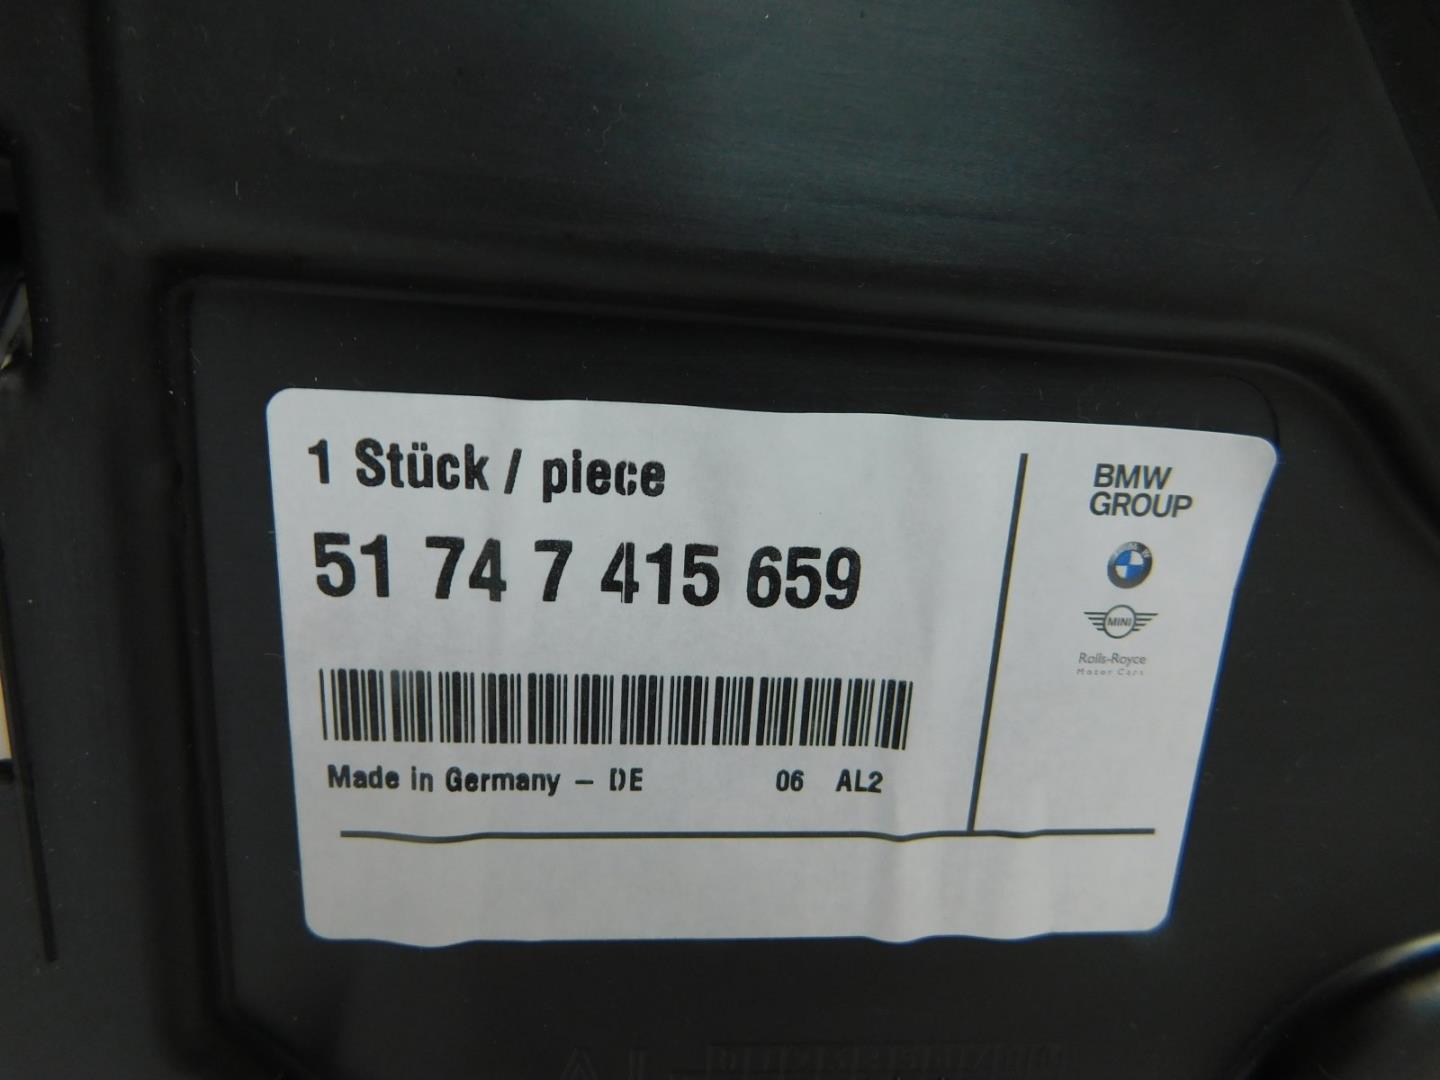 1 Stück / piece
51 74 7 415 659
Made in Germany – DE 06 AL2
BMW
GROUP
MINI
Rolls-Royce
Motor Cars